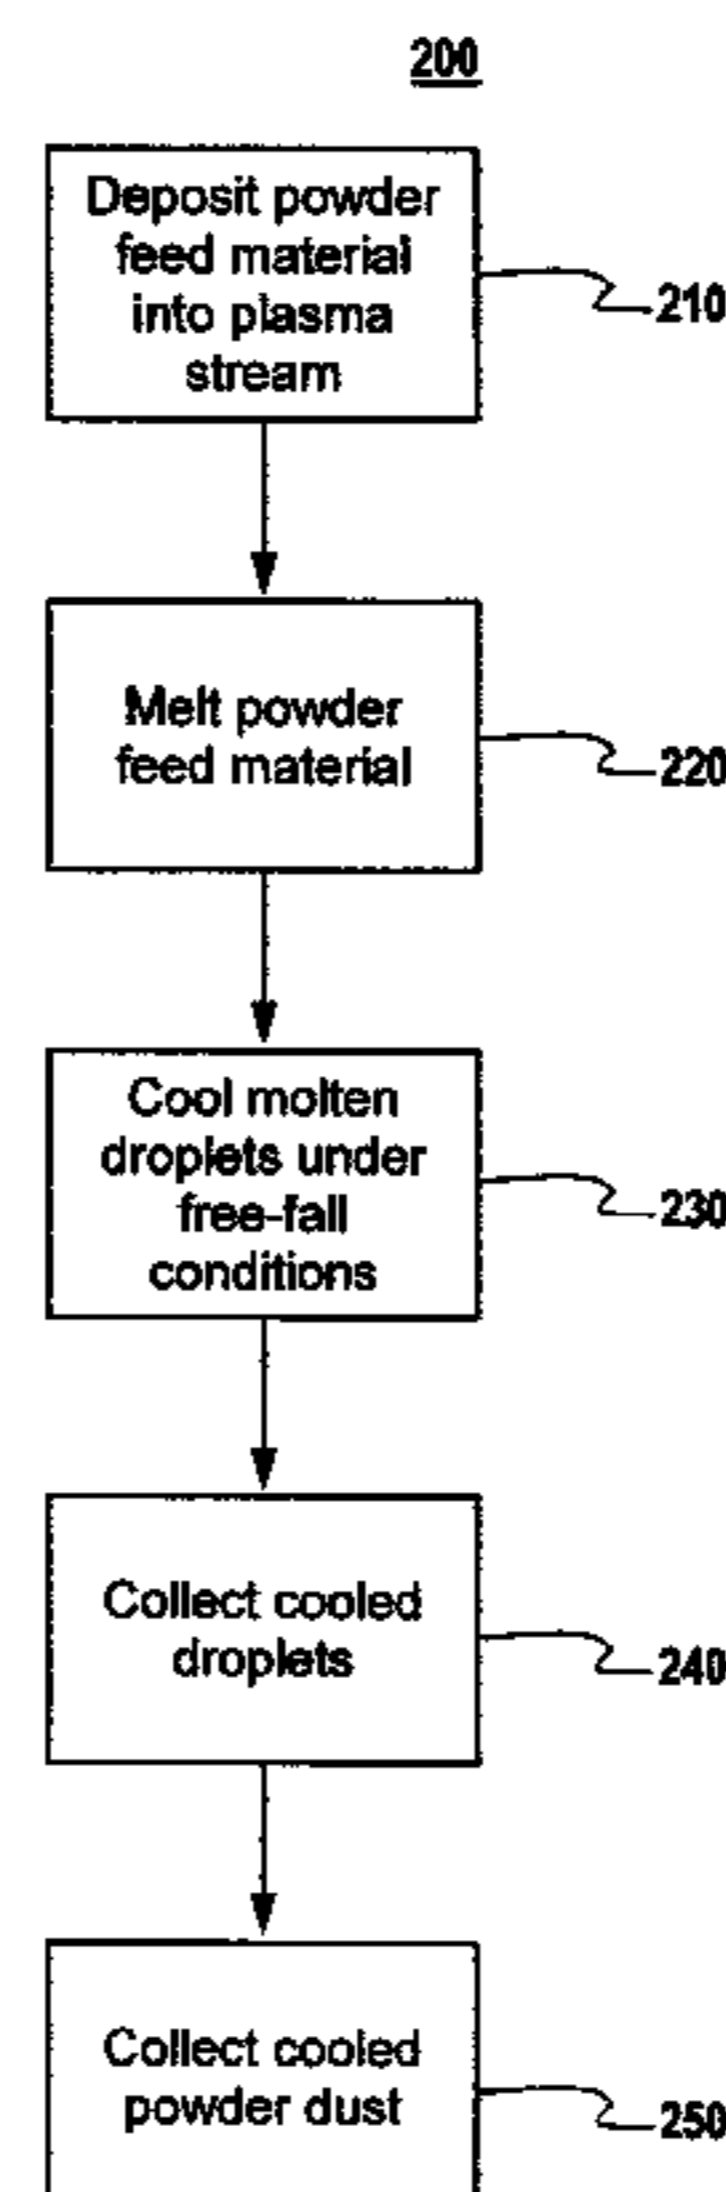 200
Deposit powder
feed material
into plasma
stream
210
Melt powder
feed material
220
Cool molten
droplets under
free-fall
conditions
230
Collect cooled
droplets
240
Collect cooled
powder dust
250